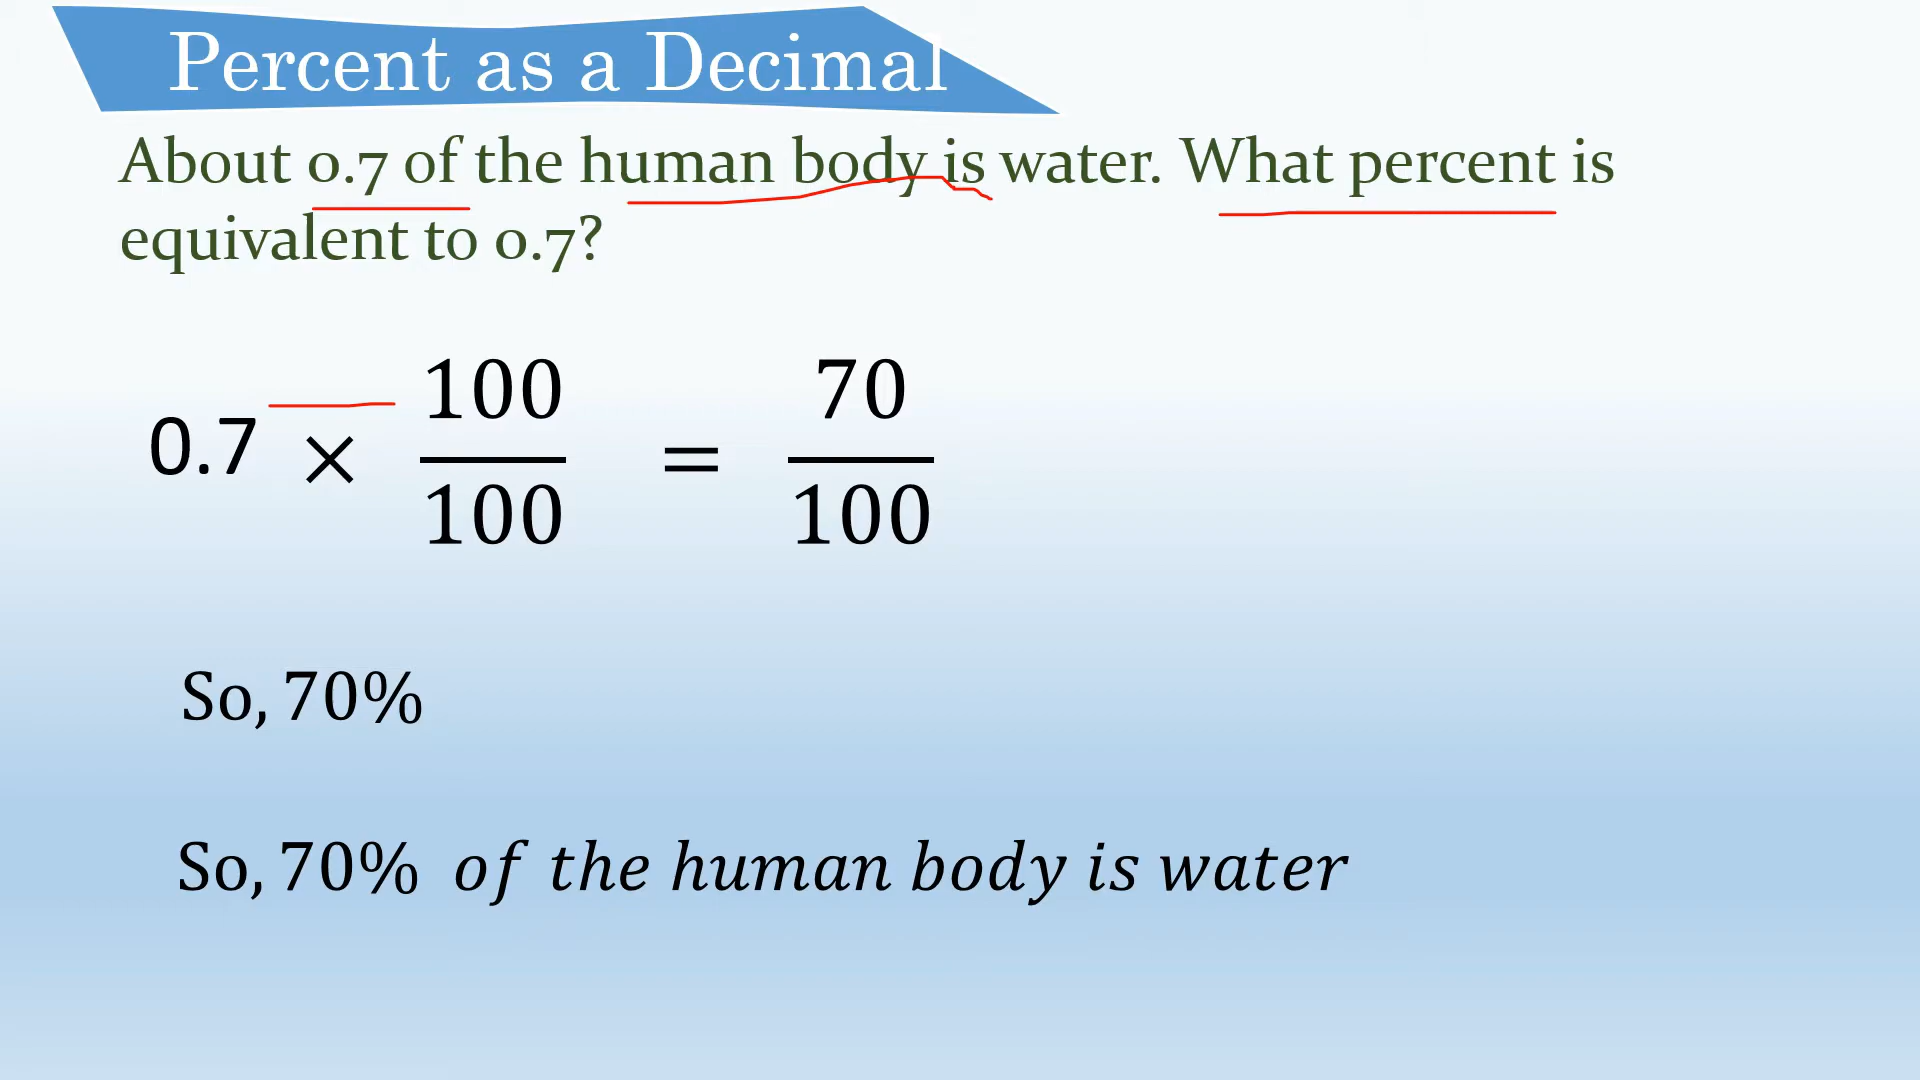 Percent as a Decimal
About 0.7 of the human body is water. What percent is
equivalent to 0.7?
0.7 × 100/100 = 70/100
So, 70%
So, 70% of the human body is water